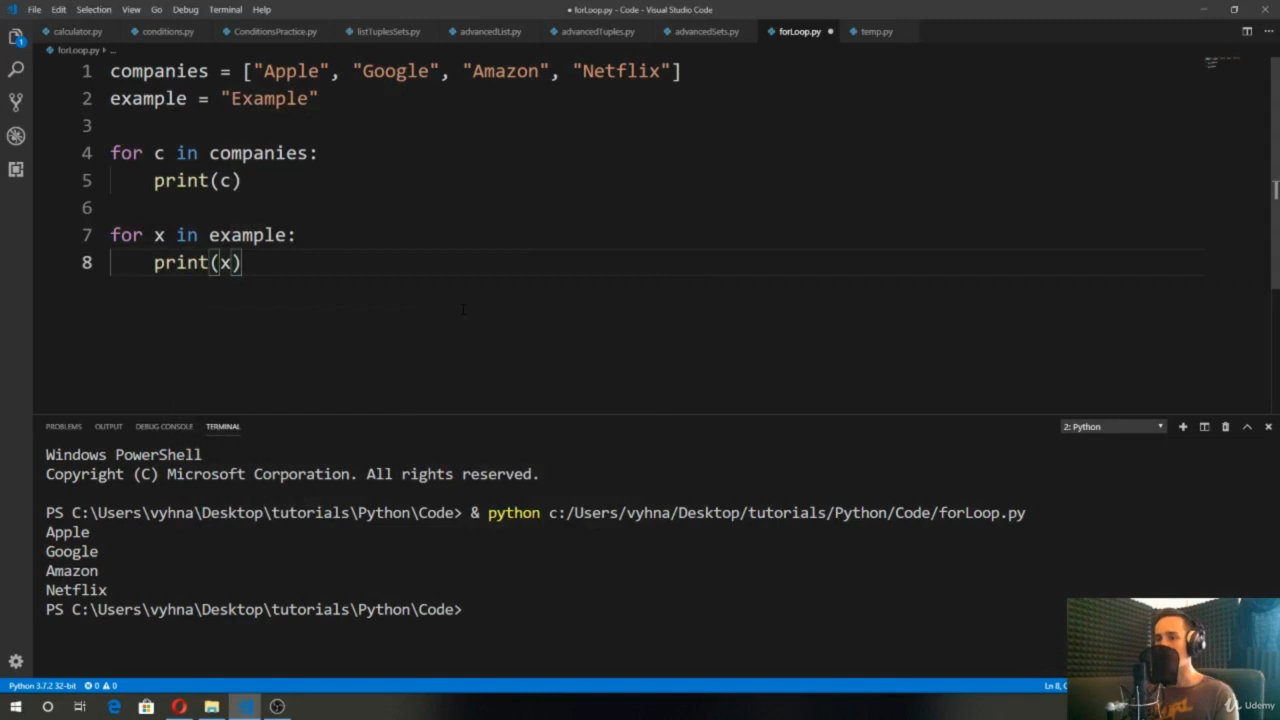 File Edit Selection View Go Debug Terminal Help
● forLoop.py - Code - Visual Studio Code
calculator.py conditions.py ConditionsPractice.py listTuplesSets.py advancedList.py advancedTuples.py advancedSets.py forLoop.py ● temp.py
forLoop.py › ...
1 companies = ["Apple", "Google", "Amazon", "Netflix"]
2 example = "Example"
3
4 for c in companies:
5 print(c)
6
7 for x in example:
8 print(x)
PROBLEMS OUTPUT DEBUG CONSOLE TERMINAL
2: Python
Windows PowerShell
Copyright (C) Microsoft Corporation. All rights reserved.
PS C:\Users\vyhna\Desktop\tutorials\Python\Code> & python c:/Users/vyhna/Desktop/tutorials/Python/Code/forLoop.py
Apple
Google
Amazon
Netflix
PS C:\Users\vyhna\Desktop\tutorials\Python\Code>
Python 3.7.2 32-bit 0 0
Ln 8,
Udemy